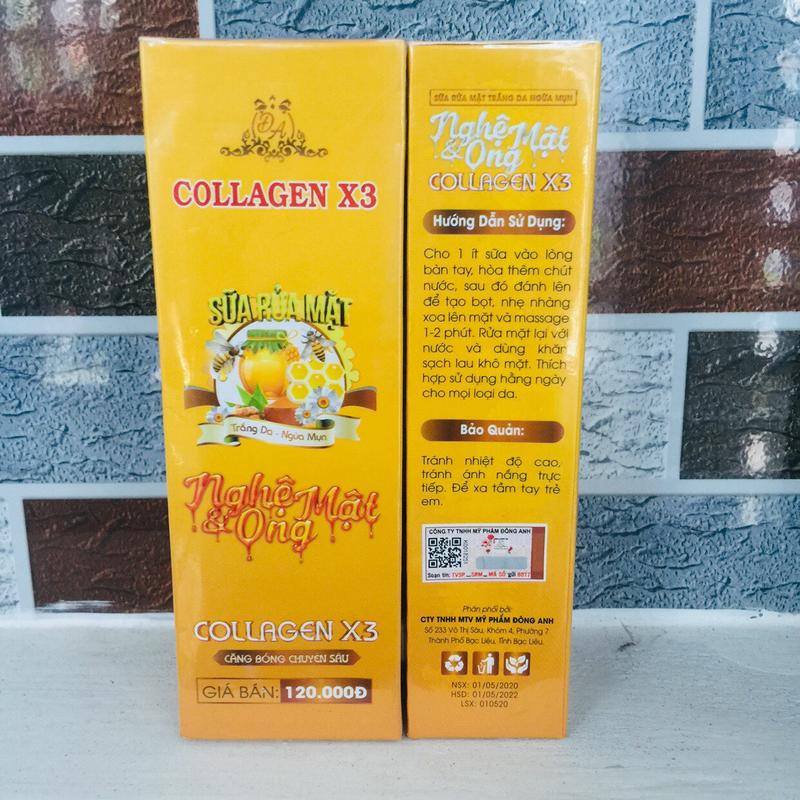 ĐA
COLLAGEN X3
SỮA RỬA MẶT
Trắng Da - Ngừa Mụn
Nghệ Mật
& Ong
COLLAGEN X3
CĂNG BÓNG CHUYÊN SÂU
GIÁ BÁN: 120.000Đ
SỮA RỬA MẶT TRẮNG DA NGỪA MỤN
Nghệ Mật
& Ong
COLLAGEN X3
Hướng Dẫn Sử Dụng:
Cho 1 ít sữa vào lòng
bàn tay, hòa thêm chút
nước, sau đó đánh lên
để tạo bọt, nhẹ nhàng
xoa lên mặt và massage
1-2 phút. Rửa mặt lại với
nước và dùng khăn
sạch lau khô mặt. Thích
hợp sử dụng hằng ngày
cho mọi loại da.
Bảo Quản:
Tránh nhiệt độ cao,
tránh ánh nắng trực
tiếp. Để xa tầm tay trẻ
em.
CÔNG TY TNHH MỸ PHẨM ĐÔNG ANH
Soạn tin: TVSP_SRM_MÃ SỐ gửi 8077
Phân phối bởi:
CTY TNHH MTV MỸ PHẨM ĐÔNG ANH
Số 233 Võ Thị Sáu, Khóm 4, Phường 7
Thành Phố Bạc Liêu, Tỉnh Bạc Liêu.
NSX: 01/05/2020
HSD: 01/05/2022
LSX: 010520